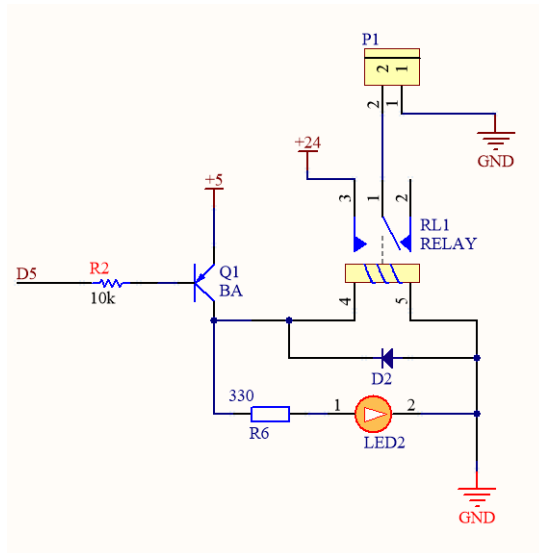 P1
2 1
2 1
GND
+24
3 1 2
RL1
RELAY
+5
D5
R2
10k
Q1
BA
4 5
D2
330
R6
1 2
LED2
GND